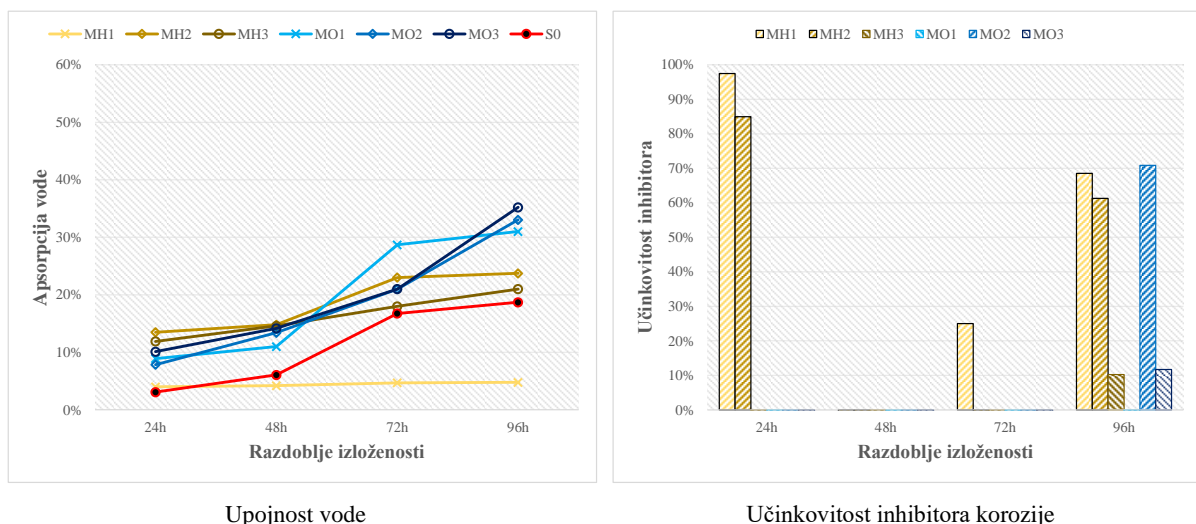 MH1 MH2 MH3 MO1 MO2 MO3 S0
60%
50%
40%
30%
20%
10%
0%
Apsorpcija vode
24h 48h 72h 96h
Razdoblje izloženosti
Upojnost vode
MH1 MH2 MH3 MO1 MO2 MO3
100%
90%
80%
70%
60%
50%
40%
30%
20%
10%
0%
Učinkovitost inhibitora
24h 48h 72h 96h
Razdoblje izloženosti
Učinkovitost inhibitora korozije